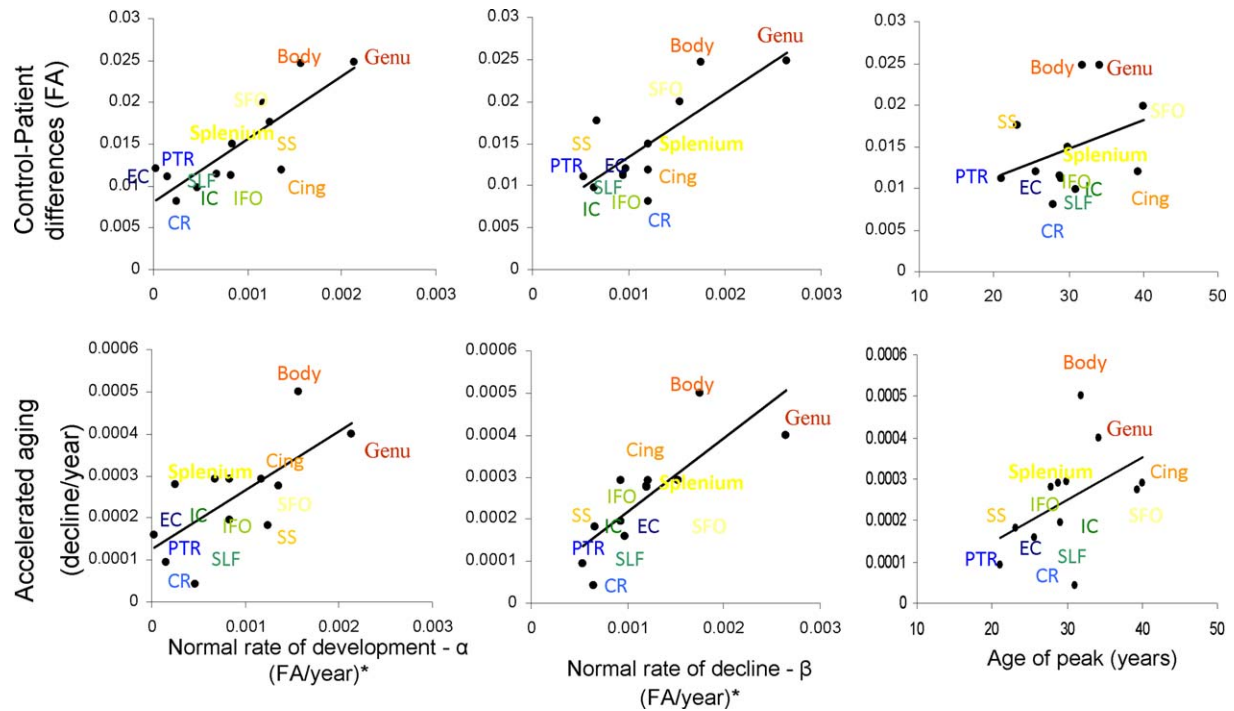 Control-Patient
differences (FA)
0.03
0.025
0.02
0.015
0.01
0.005
0
Body
Genu
SFO
Splenium
SS
PTR
EC
SLF
Cing
IC
IFO
CR
0 0.001 0.002 0.003
0.03
0.025
0.02
0.015
0.01
0.005
0
Genu
Body
SFO
SS
Splenium
PTR
EC
Cing
SLF
IFO
IC
CR
0 0.001 0.002 0.003
0.03
0.025
0.02
0.015
0.01
0.005
0
Body
Genu
SS
SFO
Splenium
PTR
EC
IFO
IC
SLF
Cing
CR
10 20 30 40 50
Accelerated aging
(decline/year)
0.0006
0.0005
0.0004
0.0003
0.0002
0.0001
0
Body
Genu
Cing
Splenium
SFO
EC
IC
IFO
SS
PTR
SLF
CR
0 0.001 0.002 0.003
Normal rate of development - α
(FA/year)*
0.0006
0.0005
0.0004
0.0003
0.0002
0.0001
0
Body
Genu
Cing
Splenium
IFO
SS
IC
EC
SFO
PTR
SLF
CR
0 0.001 0.002 0.003
Normal rate of decline - β
(FA/year)*
0.0006
0.0005
0.0004
0.0003
0.0002
0.0001
0
Body
Genu
Splenium
Cing
IFO
SS
SFO
IC
EC
SLF
PTR
CR
10 20 30 40 50
Age of peak (years)